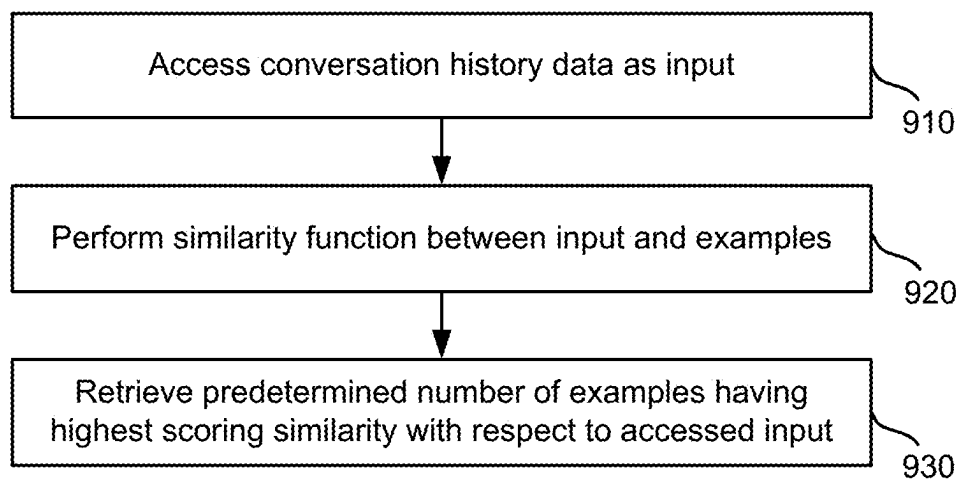 Access conversation history data as input
910
Perform similarity function between input and examples
920
Retrieve predetermined number of examples having
highest scoring similarity with respect to accessed input
930